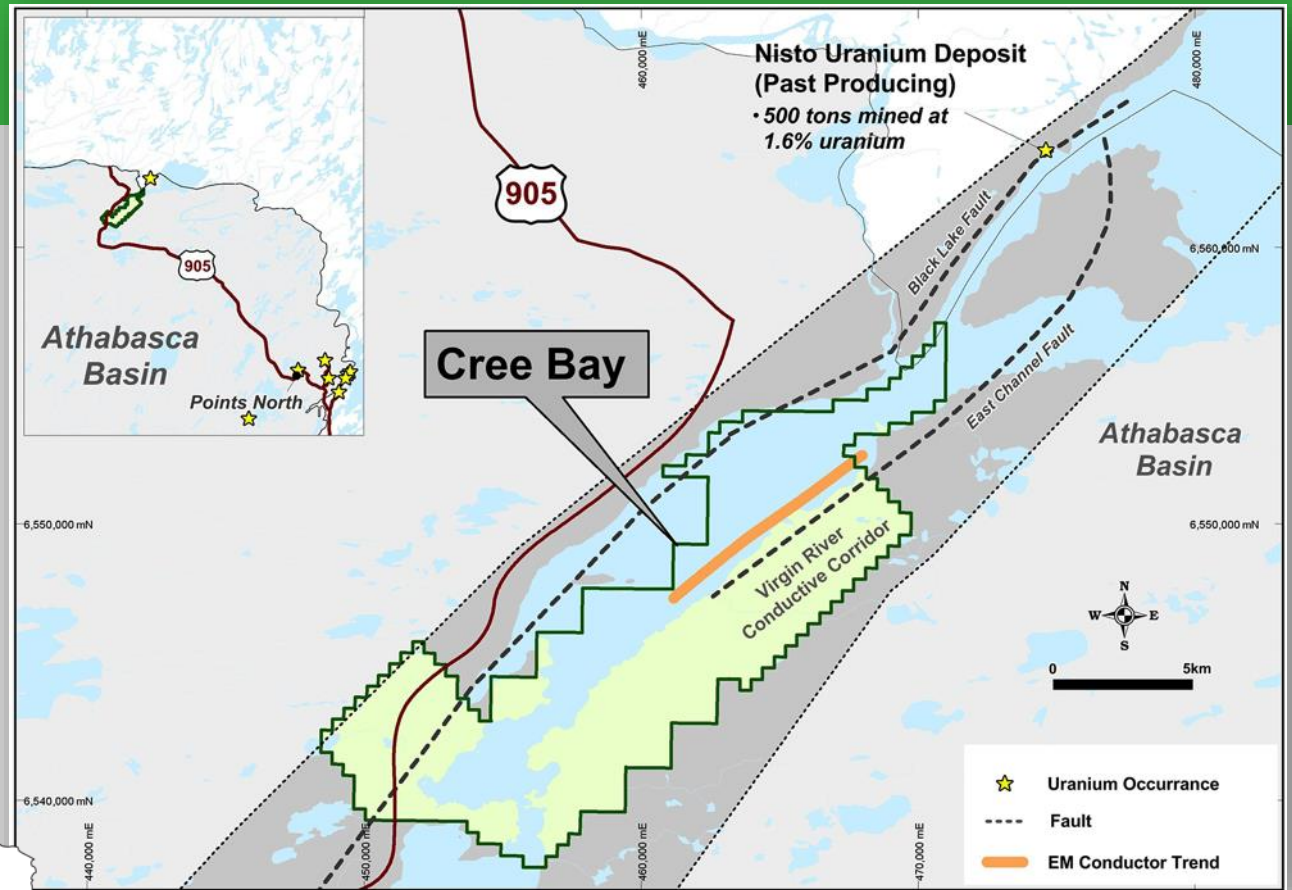 905
Athabasca
Basin
Points North
Nisto Uranium Deposit
(Past Producing)
• 500 tons mined at
1.6% uranium
905
460,000 mE
480,000 mE
Black Lake Fault
6,560,000 mN
Cree Bay
East Channel Fault
Athabasca
Basin
6,550,000 mN
6,550,000 mN
Virgin River
Conductive Corridor
N
W E
S
0 5km
6,540,000 mN
440,000 mE
450,000 mE
460,000 mE
470,000 mE
Uranium Occurrance
Fault
EM Conductor Trend